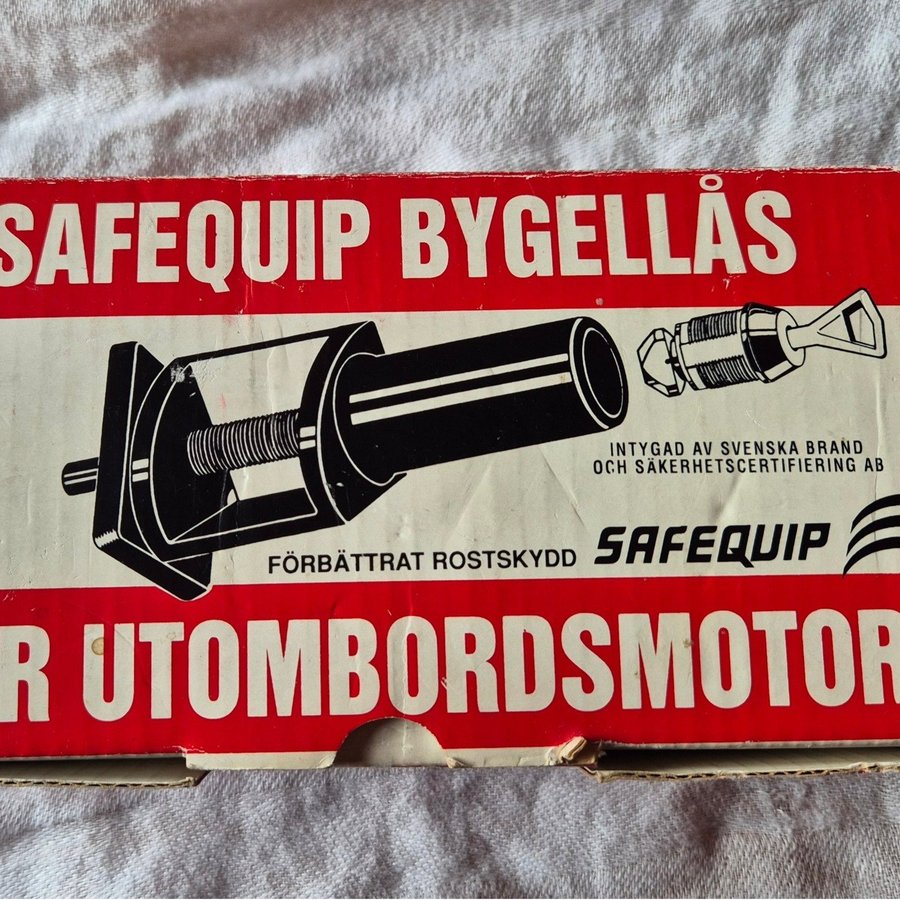 SAFEQUIP BYGELLÅS
INTYGAD AV SVENSKA BRAND
OCH SÄKERHETSCERTIFIERING AB
FÖRBÄTTRAT ROSTSKYDD
SAFEQUIP
R UTOMBORDSMOTOR